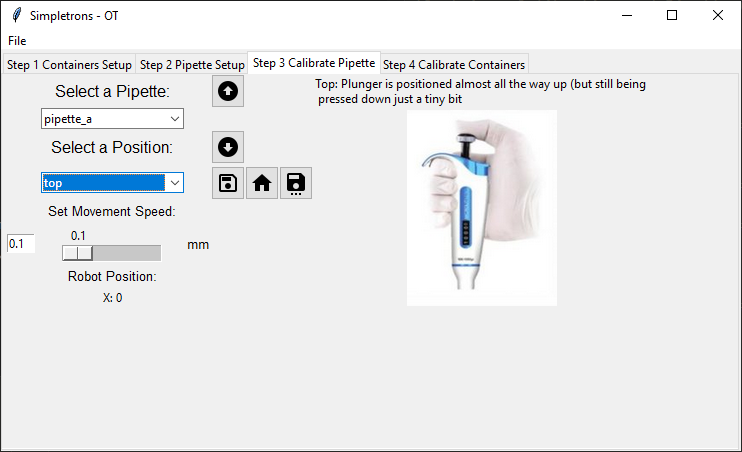 Simpletrons - OT
File
Step 1 Containers Setup
Step 2 Pipette Setup
Step 3 Calibrate Pipette
Step 4 Calibrate Containers
Select a Pipette:
pipette_a
Select a Position:
top
Set Movement Speed:
0.1
0.1
mm
Robot Position:
X: 0
Top: Plunger is positioned almost all the way up (but still being
pressed down just a tiny bit